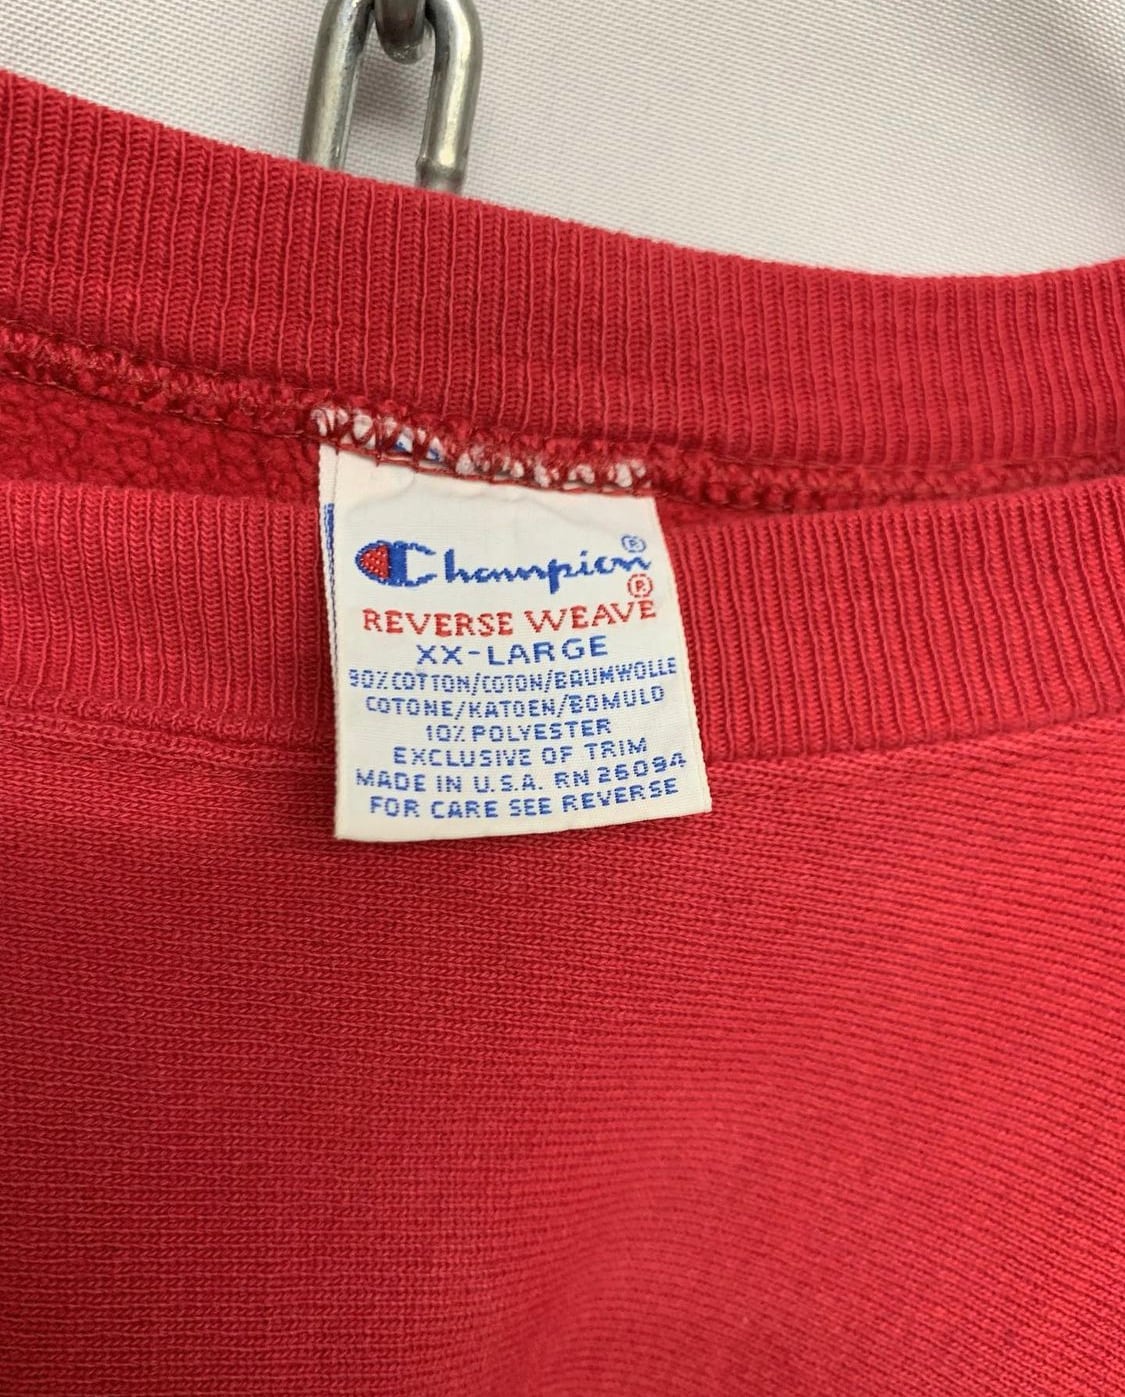 Champion®
REVERSE WEAVE®
XX-LARGE
90% COTTON/COTON/BAUMWOLLE
COTONE/KATOEN/BOMULD
10% POLYESTER
EXCLUSIVE OF TRIM
MADE IN U.S.A. RN 26094
FOR CARE SEE REVERSE